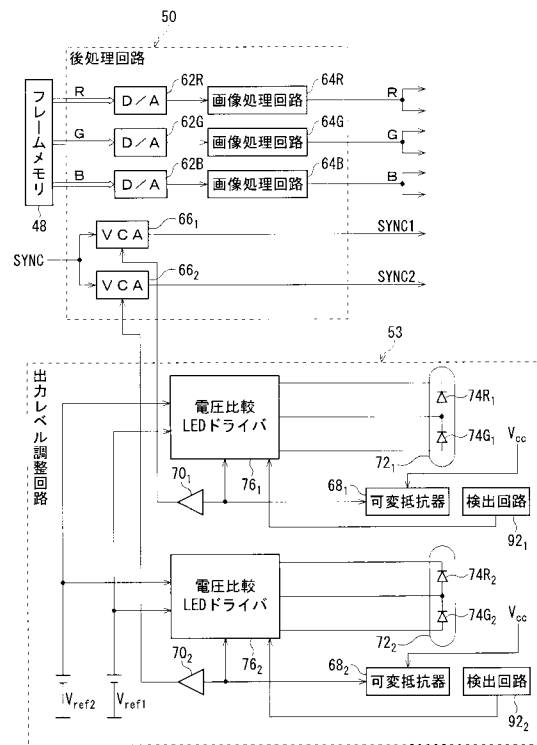 50
後処理回路
フレームメモリ
48
R
D/A
62R
画像処理回路
64R
R
G
D/A
62G
画像処理回路
64G
G
B
D/A
62B
画像処理回路
64B
B
SYNC
VCA
66₁
SYNC1
VCA
66₂
SYNC2
53
出力レベル調整回路
電圧比較
LEDドライバ
76₁
74R₁
74G₁
72₁
Vcc
70₁
68₁
可変抵抗器
検出回路
92₁
電圧比較
LEDドライバ
76₂
74R₂
74G₂
72₂
Vcc
70₂
68₂
可変抵抗器
検出回路
92₂
Vref2
Vref1